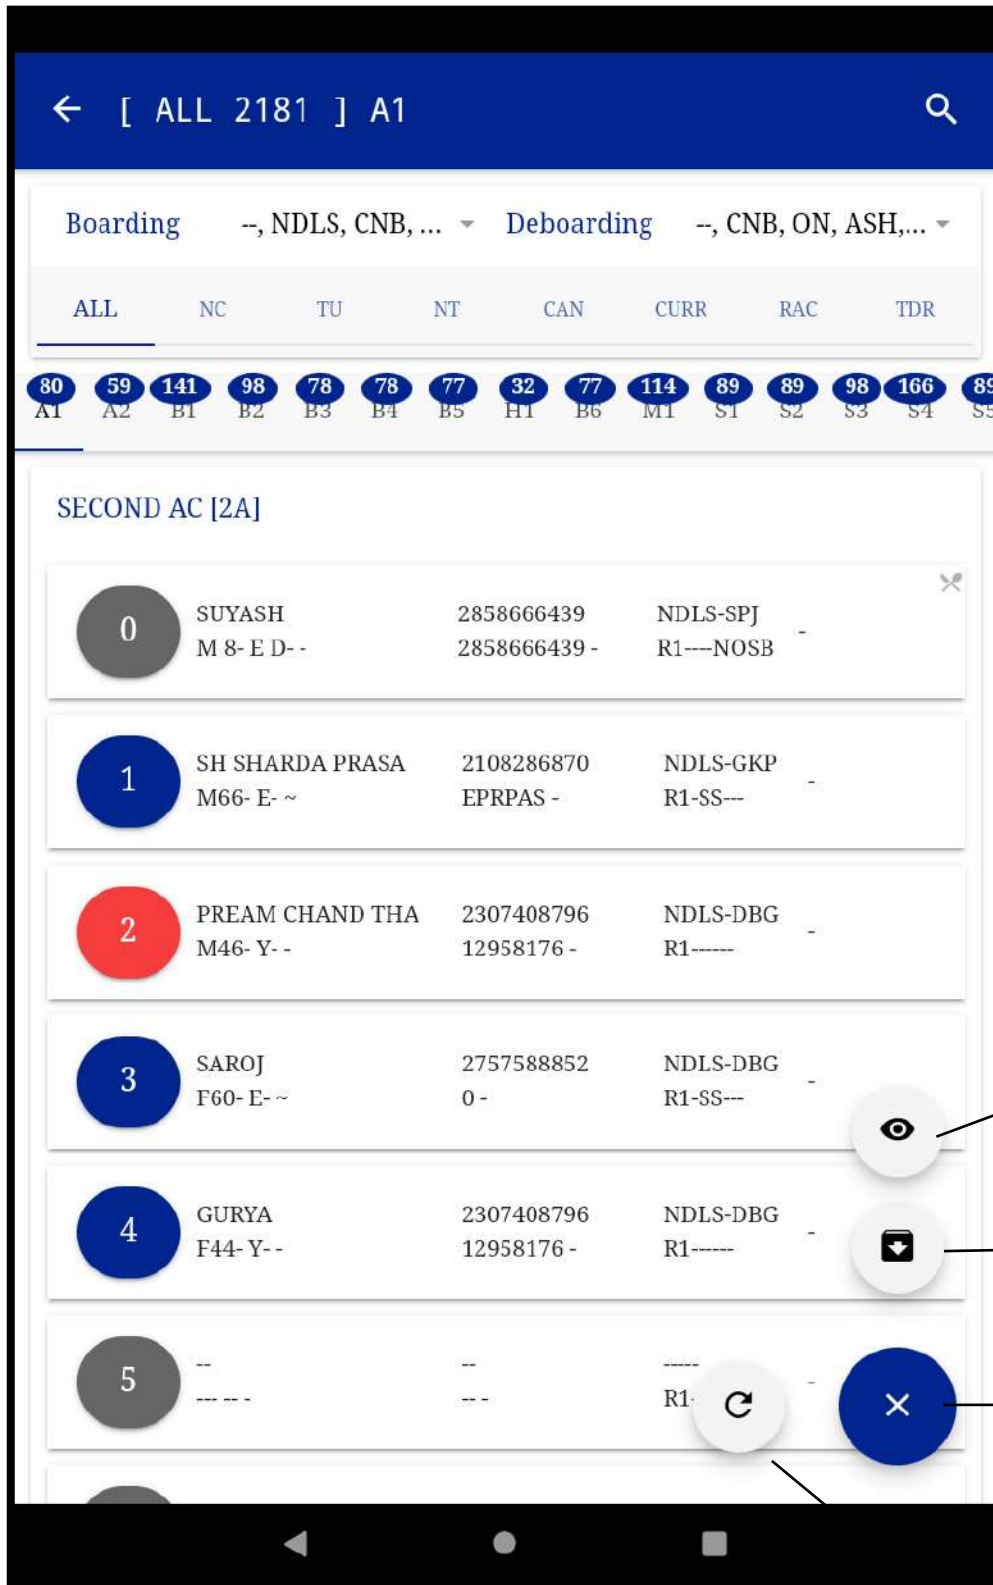 [ ALL 2181 ] A1
Boarding --, NDLS, CNB, ... Deboarding --, CNB, ON, ASH,...
ALL NC TU NT CAN CURR RAC TDR
80 59 141 98 78 78 77 32 77 114 89 89 98 166 89
A1 A2 B1 B2 B3 B4 B5 H1 B6 M1 S1 S2 S3 S4 S5
SECOND AC [2A]
0 SUYASH 2858666439 NDLS-SPJ -
M 8- E D- - 2858666439 - R1----NOSB
1 SH SHARDA PRASA 2108286870 NDLS-GKP -
M66- E- ~ EPRPAS - R1-SS---
2 PREAM CHAND THA 2307408796 NDLS-DBG -
M46- Y- - 12958176 - R1------
3 SAROJ 2757588852 NDLS-DBG -
F60- E- ~ 0 - R1-SS---
4 GURYA 2307408796 NDLS-DBG -
F44- Y- - 12958176 - R1------
5 -- -- ----- -
--- -- - -- - R1-